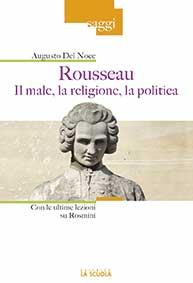 saggi
Augusto Del Noce
Rousseau
Il male, la religione, la politica
Con le ultime lezioni
su Rosmini
LA SCUOLA